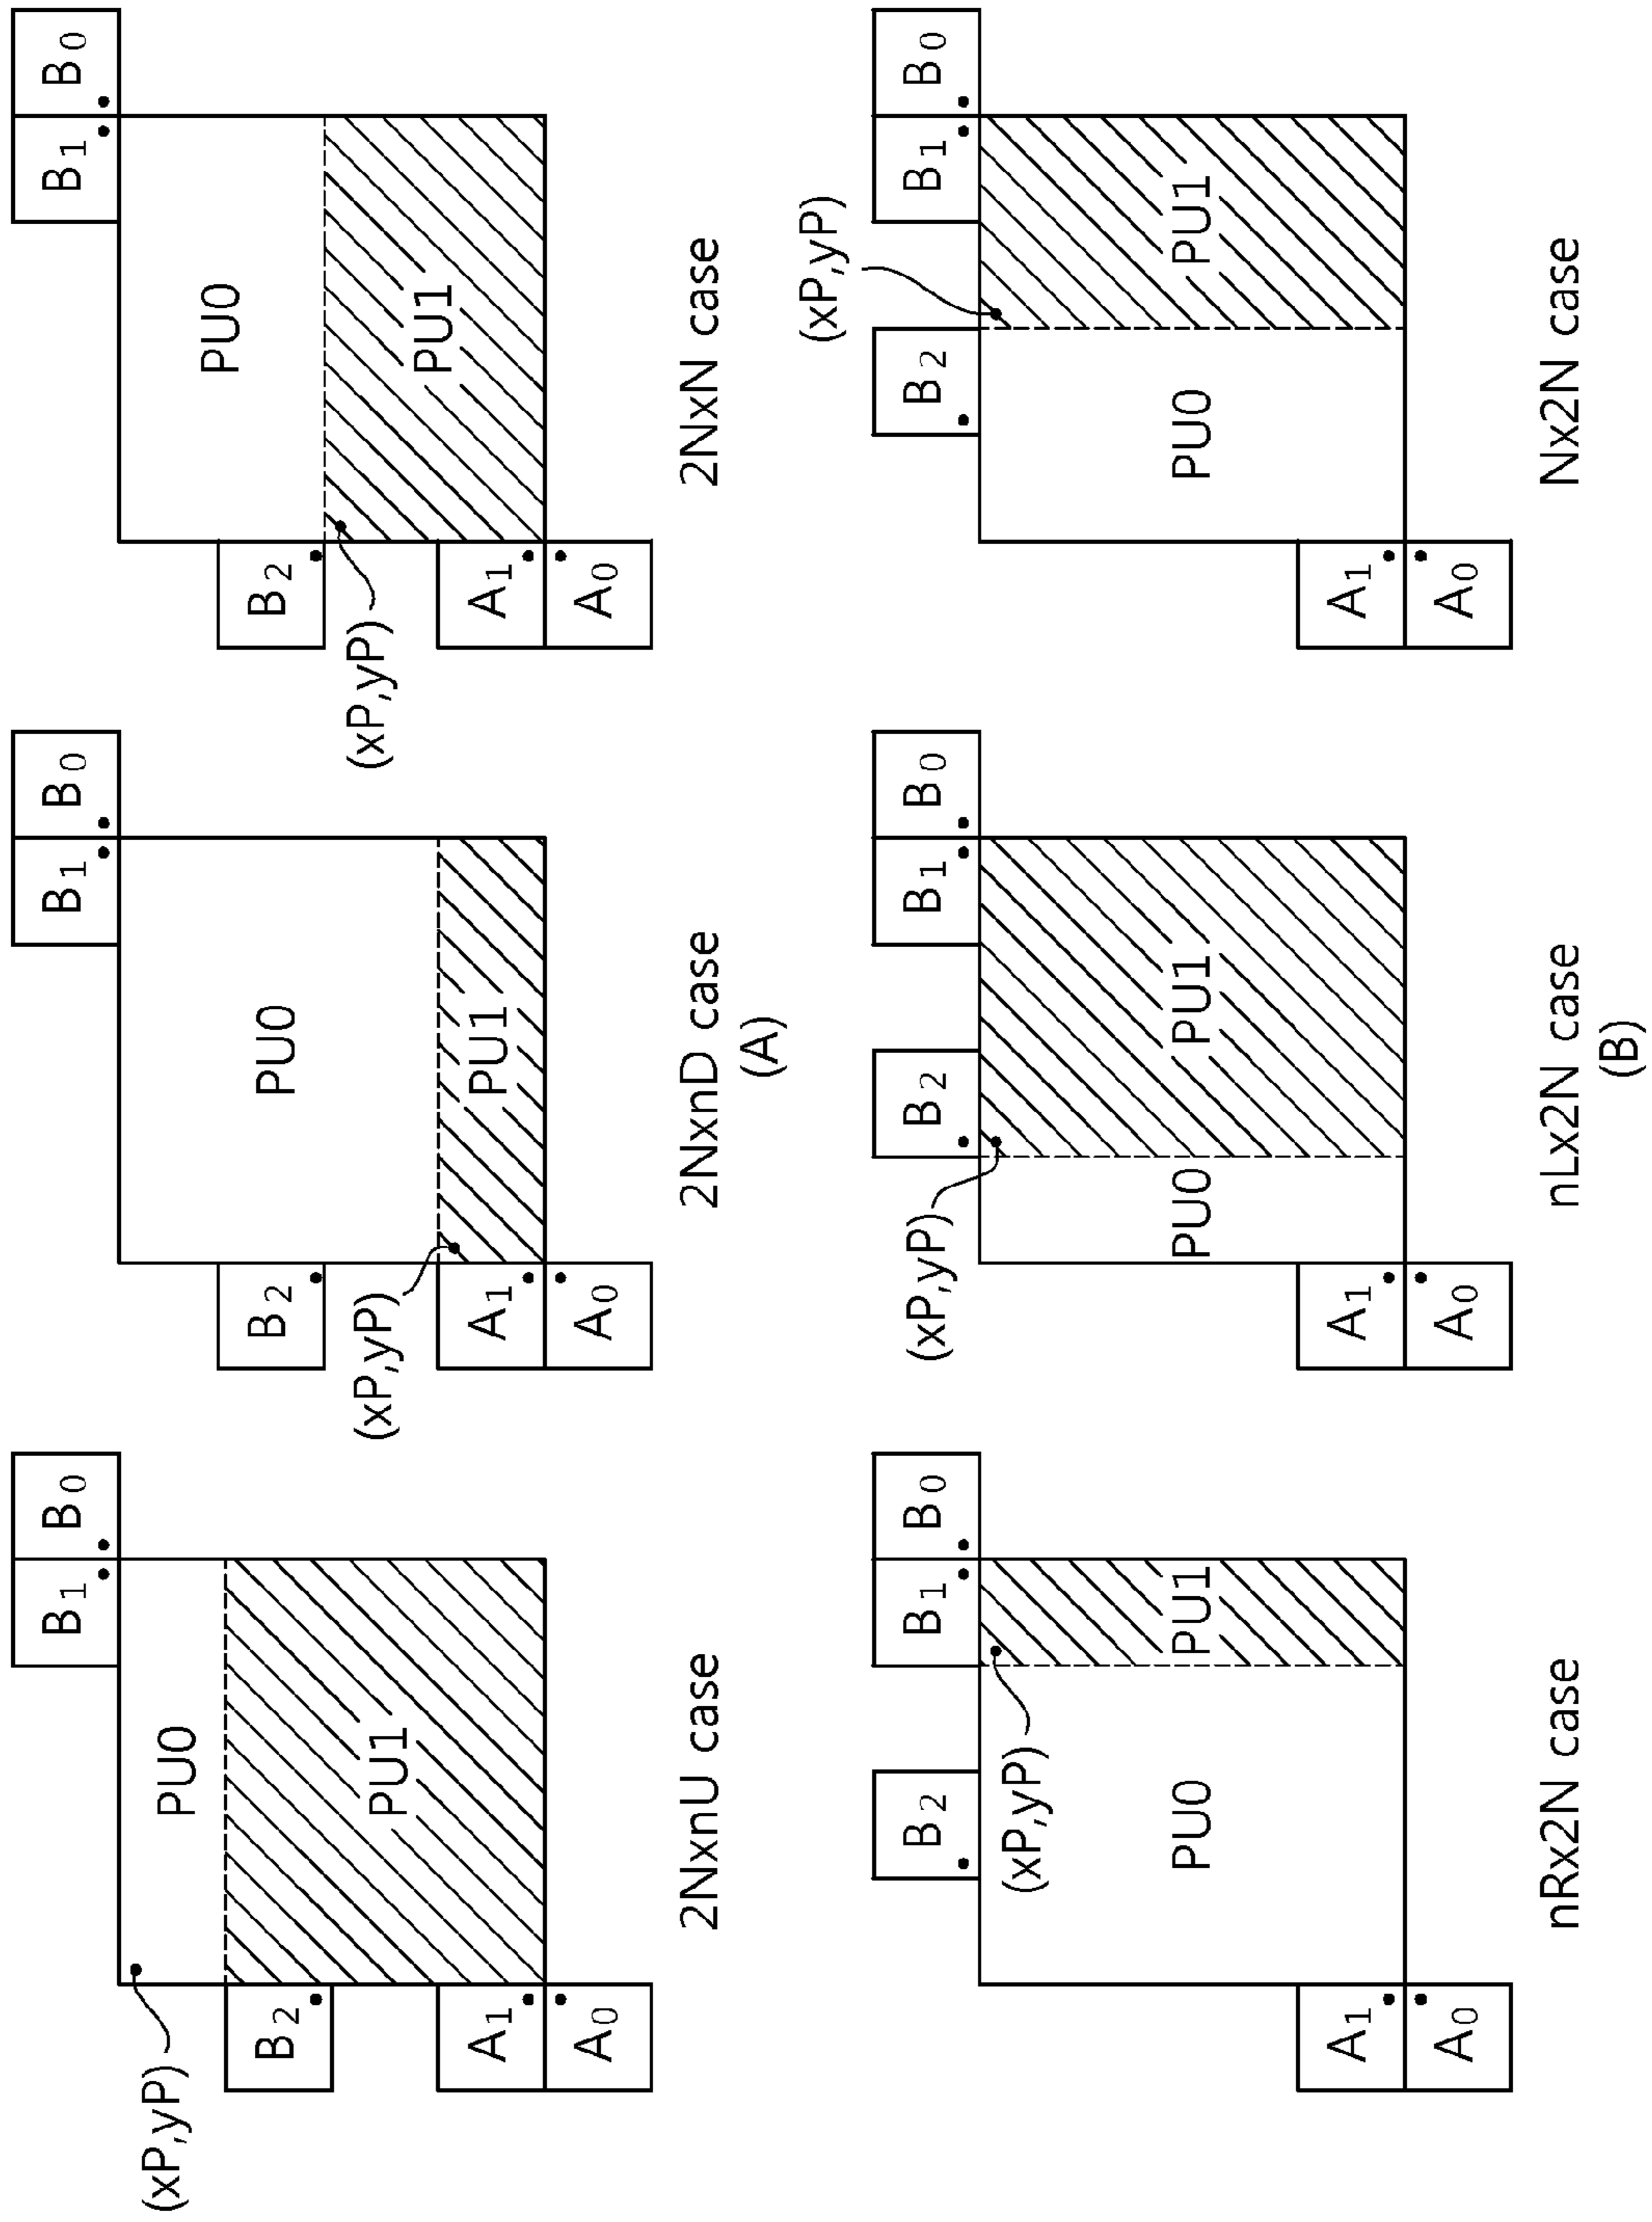 B₁ B₀
(xP,yP)
PU0
B₂
PU1
A₁
A₀
2NxnU case
B₁ B₀
PU0
B₂
(xP,yP)
PU1
A₁
A₀
2NxnD case
(A)
B₁ B₀
PU0
B₂
(xP,yP)
PU1
A₁
A₀
2NxN case
B₂ B₁ B₀
(xP,yP)
PU0 PU1
A₁
A₀
nRx2N case
B₂ B₁ B₀
(xP,yP)
PU0 PU1
A₁
A₀
nLx2N case
(B)
(xP,yP)
B₂ B₁ B₀
PU0 PU1
A₁
A₀
Nx2N case